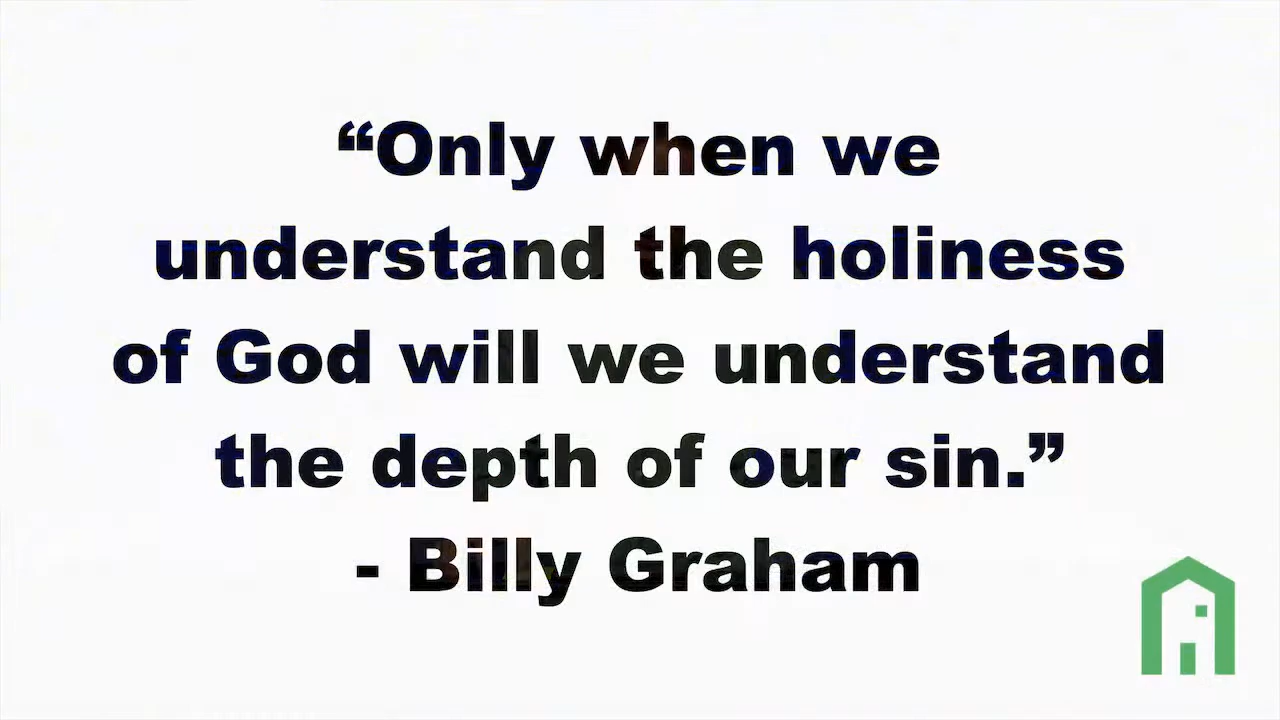 “Only when we
understand the holiness
of God will we understand
the depth of our sin.”
- Billy Graham